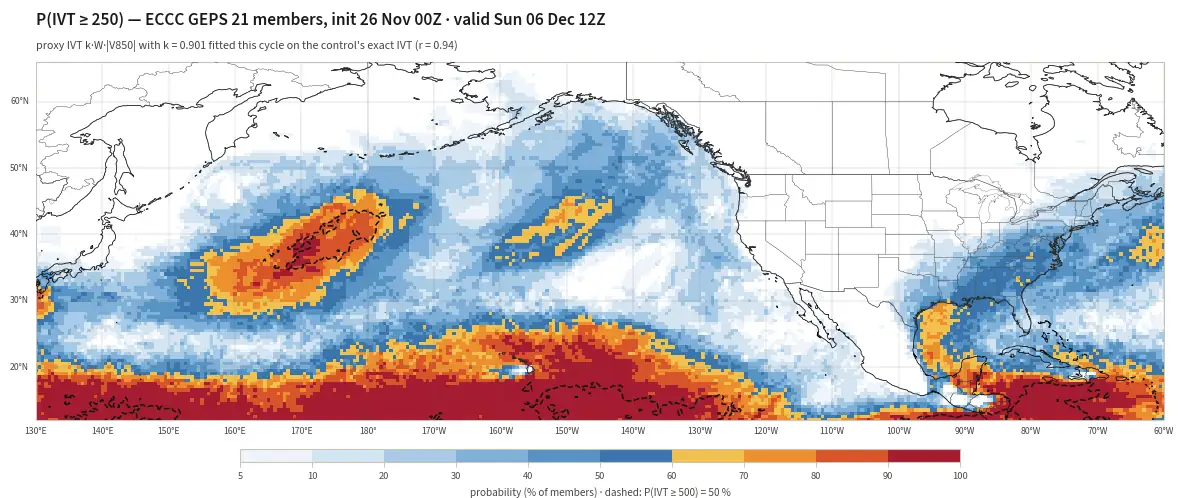 P(IVT ≥ 250) — ECCC GEPS 21 members, init 26 Nov 00Z · valid Sun 06 Dec 12Z
proxy IVT k·W·|V850| with k = 0.901 fitted this cycle on the control's exact IVT (r = 0.94)
60°N
50°N
40°N
30°N
20°N
130°E 140°E 150°E 160°E 170°E 180° 170°W 160°W 150°W 140°W 130°W 120°W 110°W 100°W 90°W 80°W 70°W 60°W
5 10 20 30 40 50 60 70 80 90 100
probability (% of members) · dashed: P(IVT ≥ 500) = 50 %